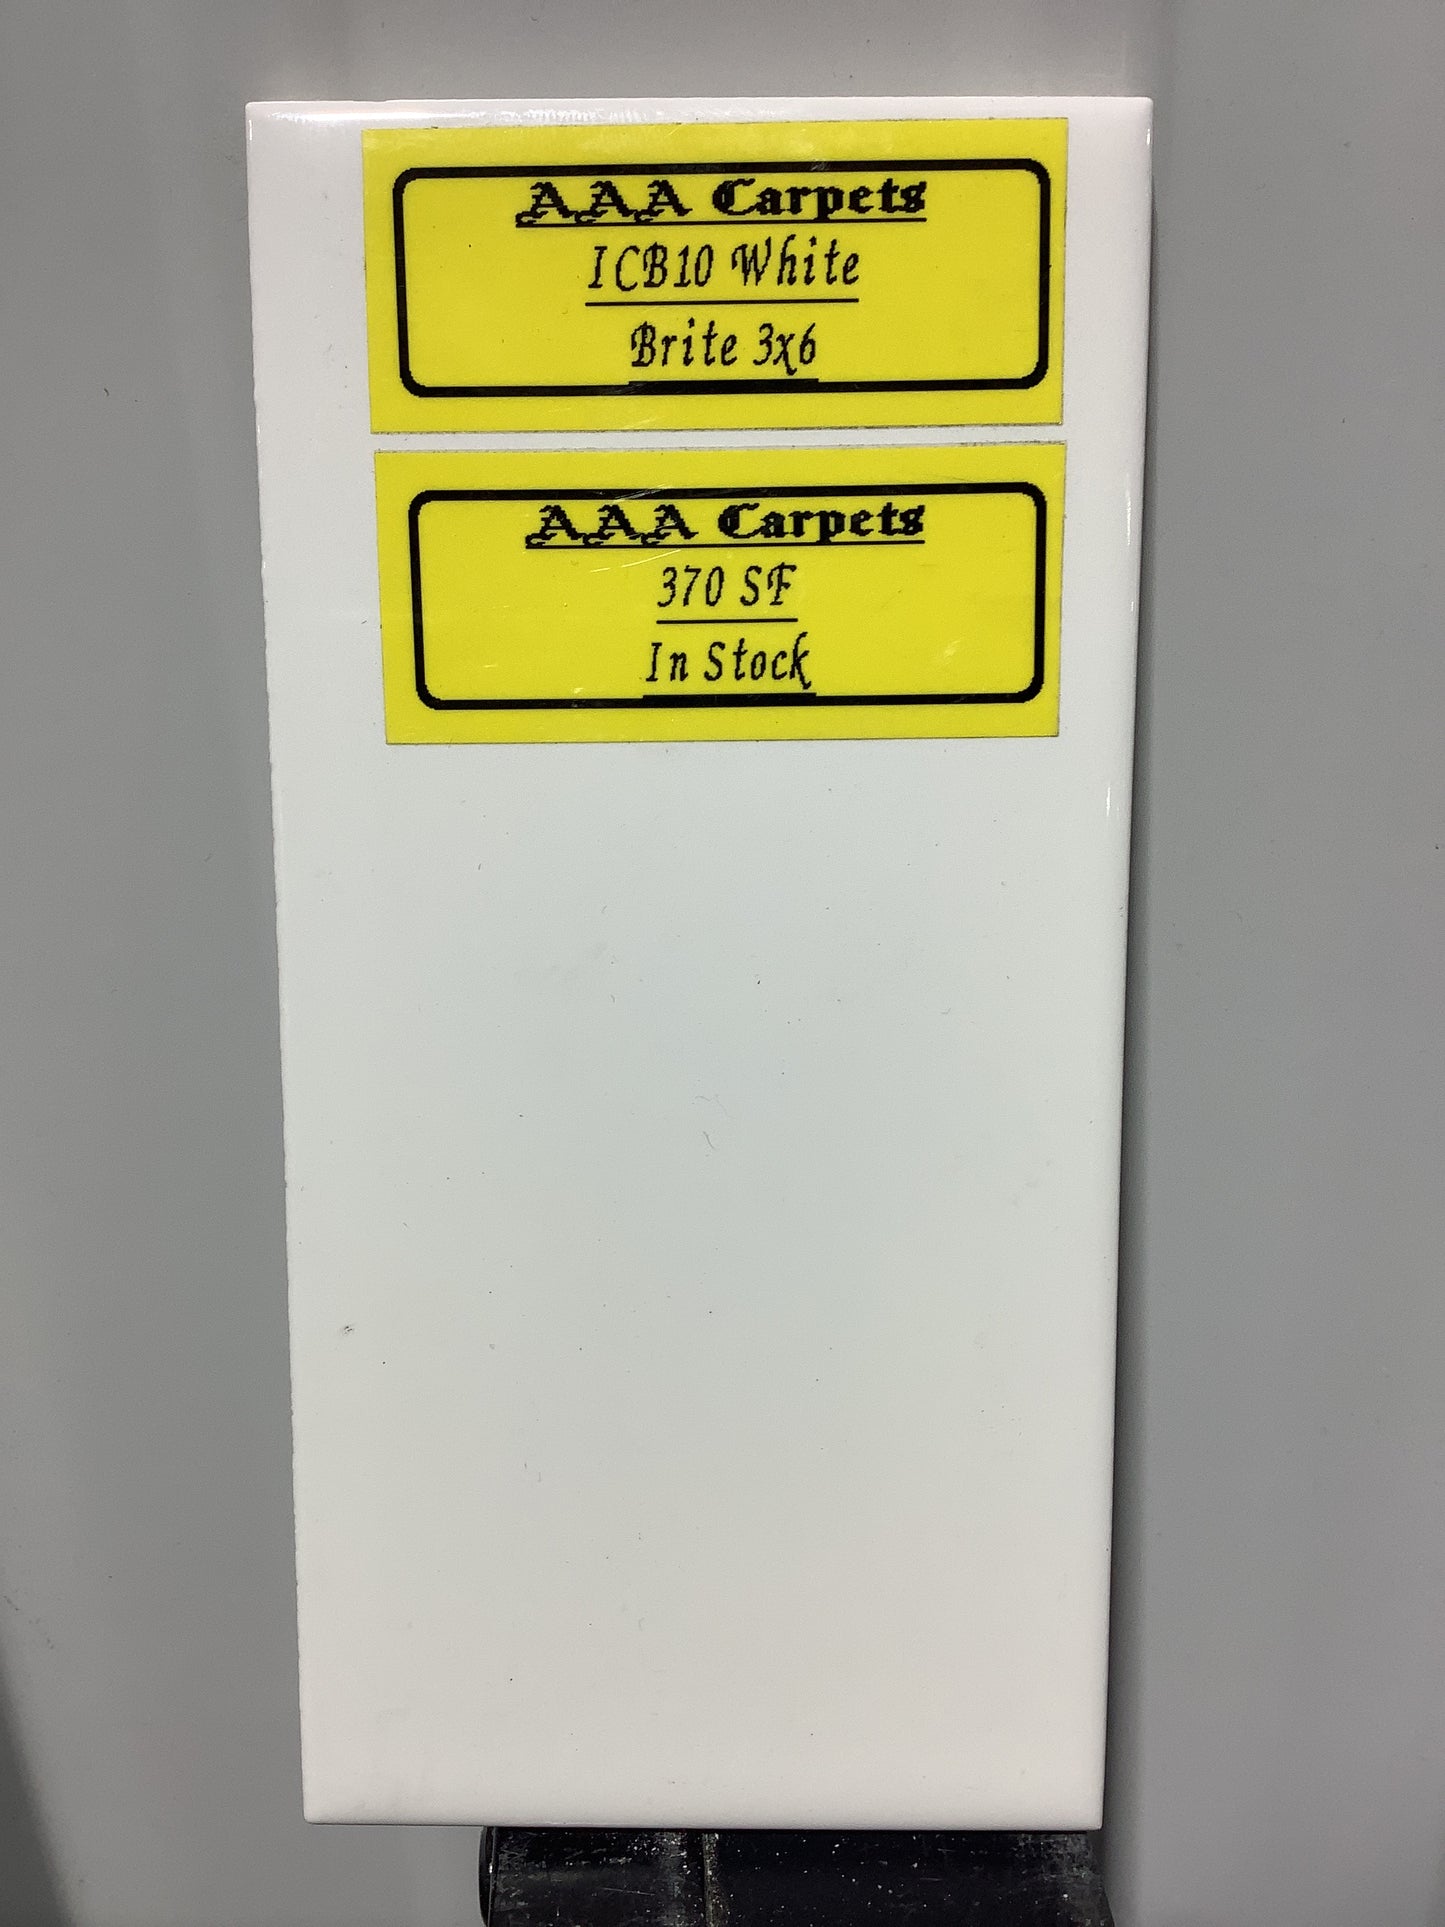 AAA Carpets
ICB10 White
Brite 3x6
AAA Carpets
370 SF
In Stock